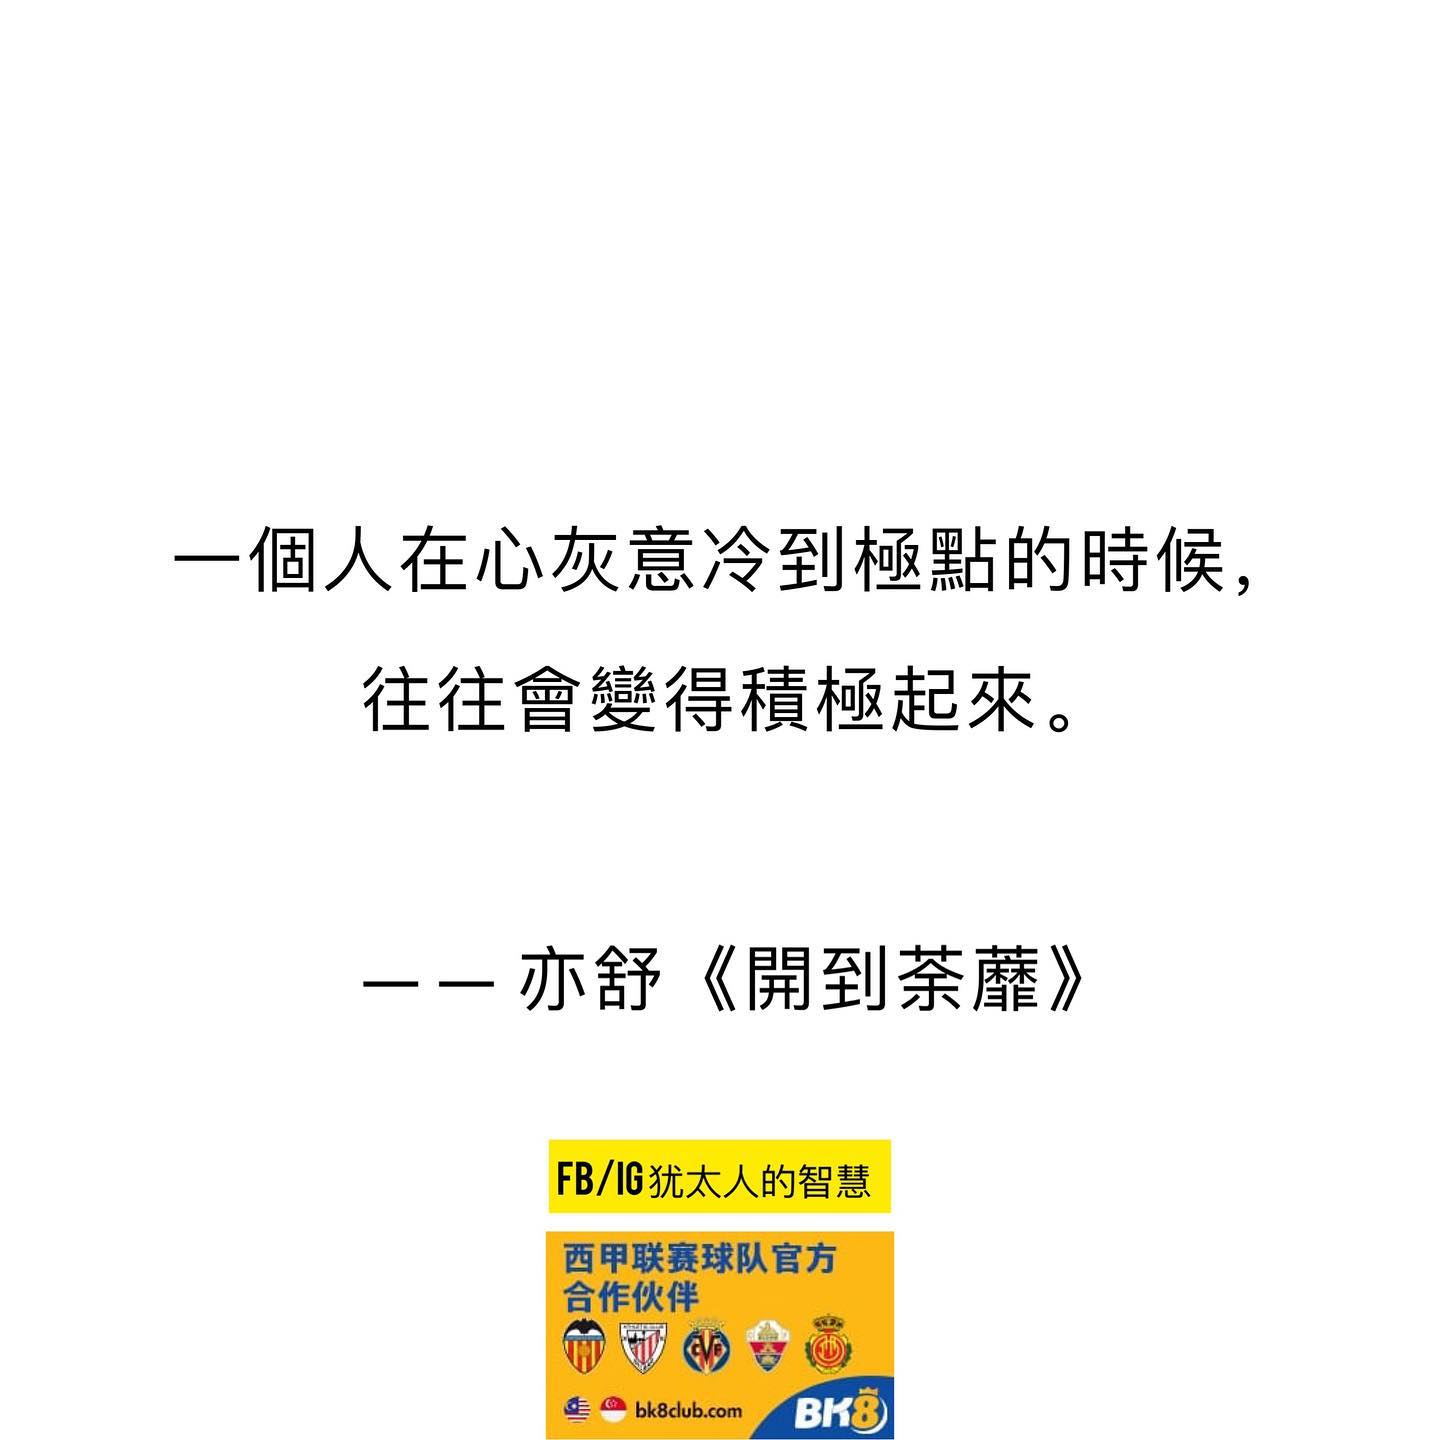 一個人在心灰意冷到極點的時候，
往往會變得積極起來。
—— 亦舒《開到荼蘼》
FB/IG犹太人的智慧
西甲联赛球队官方
合作伙伴
bk8club.com
BK8